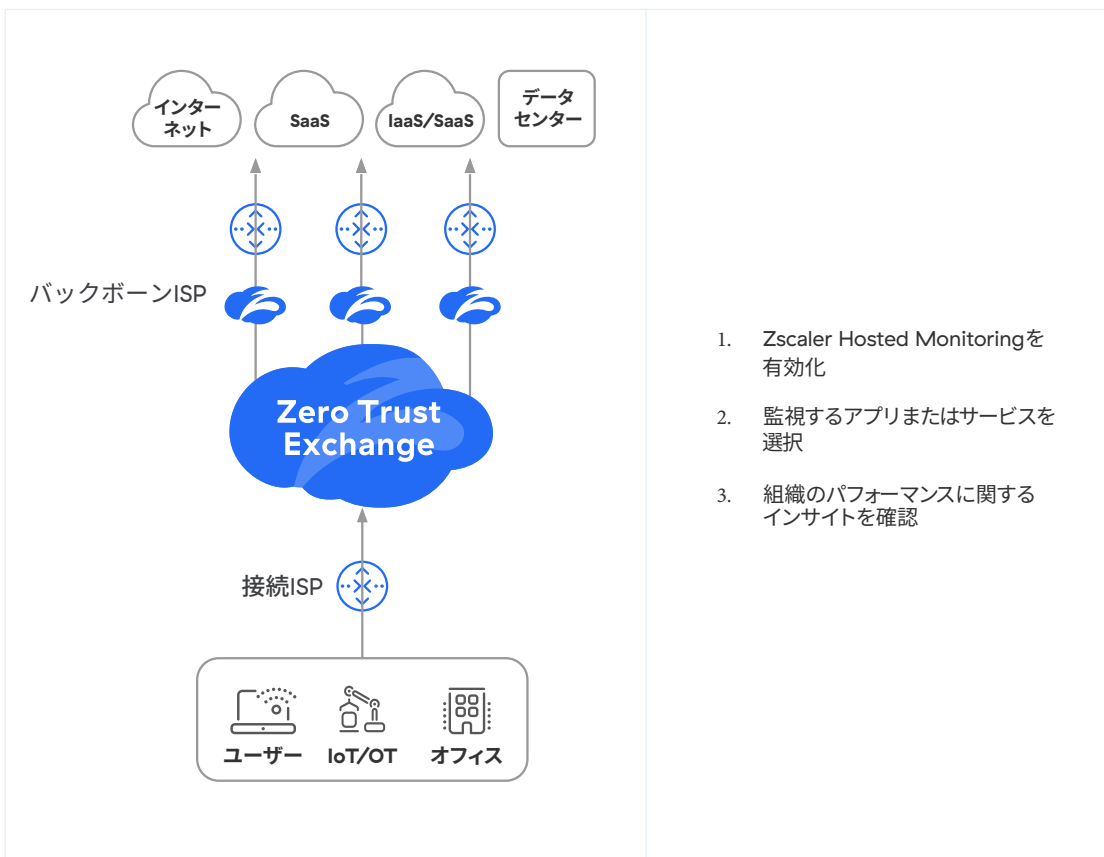 インター
ネット
SaaS
IaaS/SaaS
データ
センター
バックボーンISP
Zero Trust
Exchange
接続ISP
ユーザー
IoT/OT
オフィス
1. Zscaler Hosted Monitoringを
有効化
2. 監視するアプリまたはサービスを
選択
3. 組織のパフォーマンスに関する
インサイトを確認